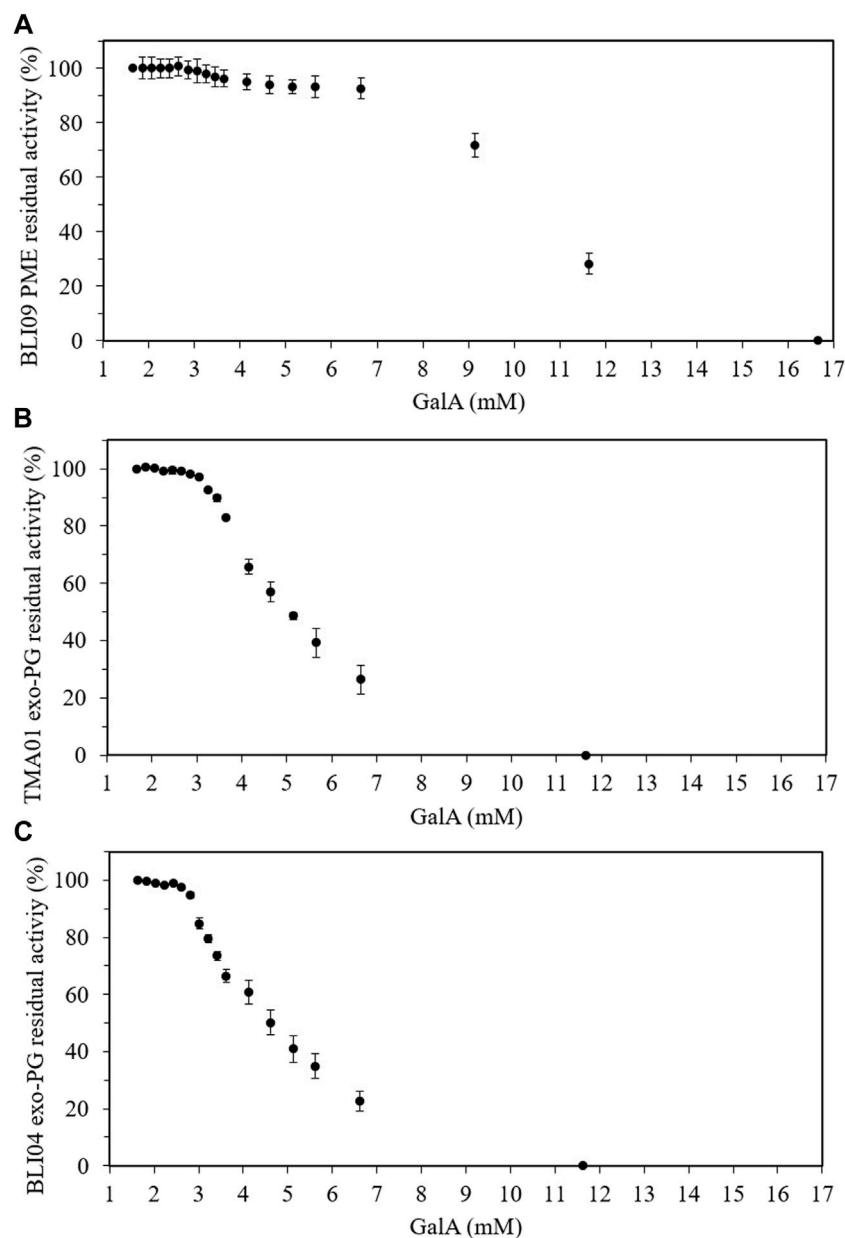 A
BLI09 PME residual activity (%)
100
80
60
40
20
0
1 2 3 4 5 6 7 8 9 10 11 12 13 14 15 16 17
GalA (mM)
B
TMA01 exo-PG residual activity (%)
100
80
60
40
20
0
1 2 3 4 5 6 7 8 9 10 11 12 13 14 15 16 17
GalA (mM)
C
BLI04 exo-PG residual activiy (%)
100
80
60
40
20
0
1 2 3 4 5 6 7 8 9 10 11 12 13 14 15 16 17
GalA (mM)